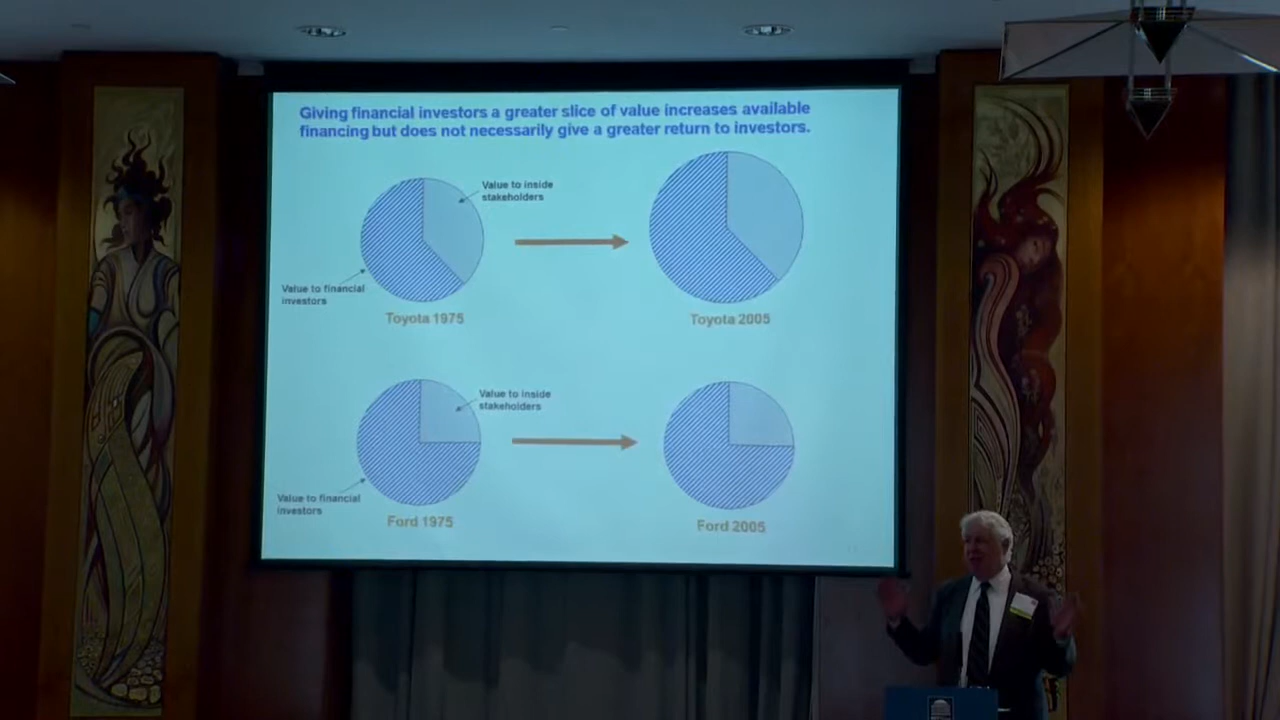 Giving financial investors a greater slice of value increases available
financing but does not necessarily give a greater return to investors.
Value to inside
stakeholders
Value to financial
investors
Toyota 1975
Toyota 2005
Value to inside
stakeholders
Value to financial
investors
Ford 1975
Ford 2005